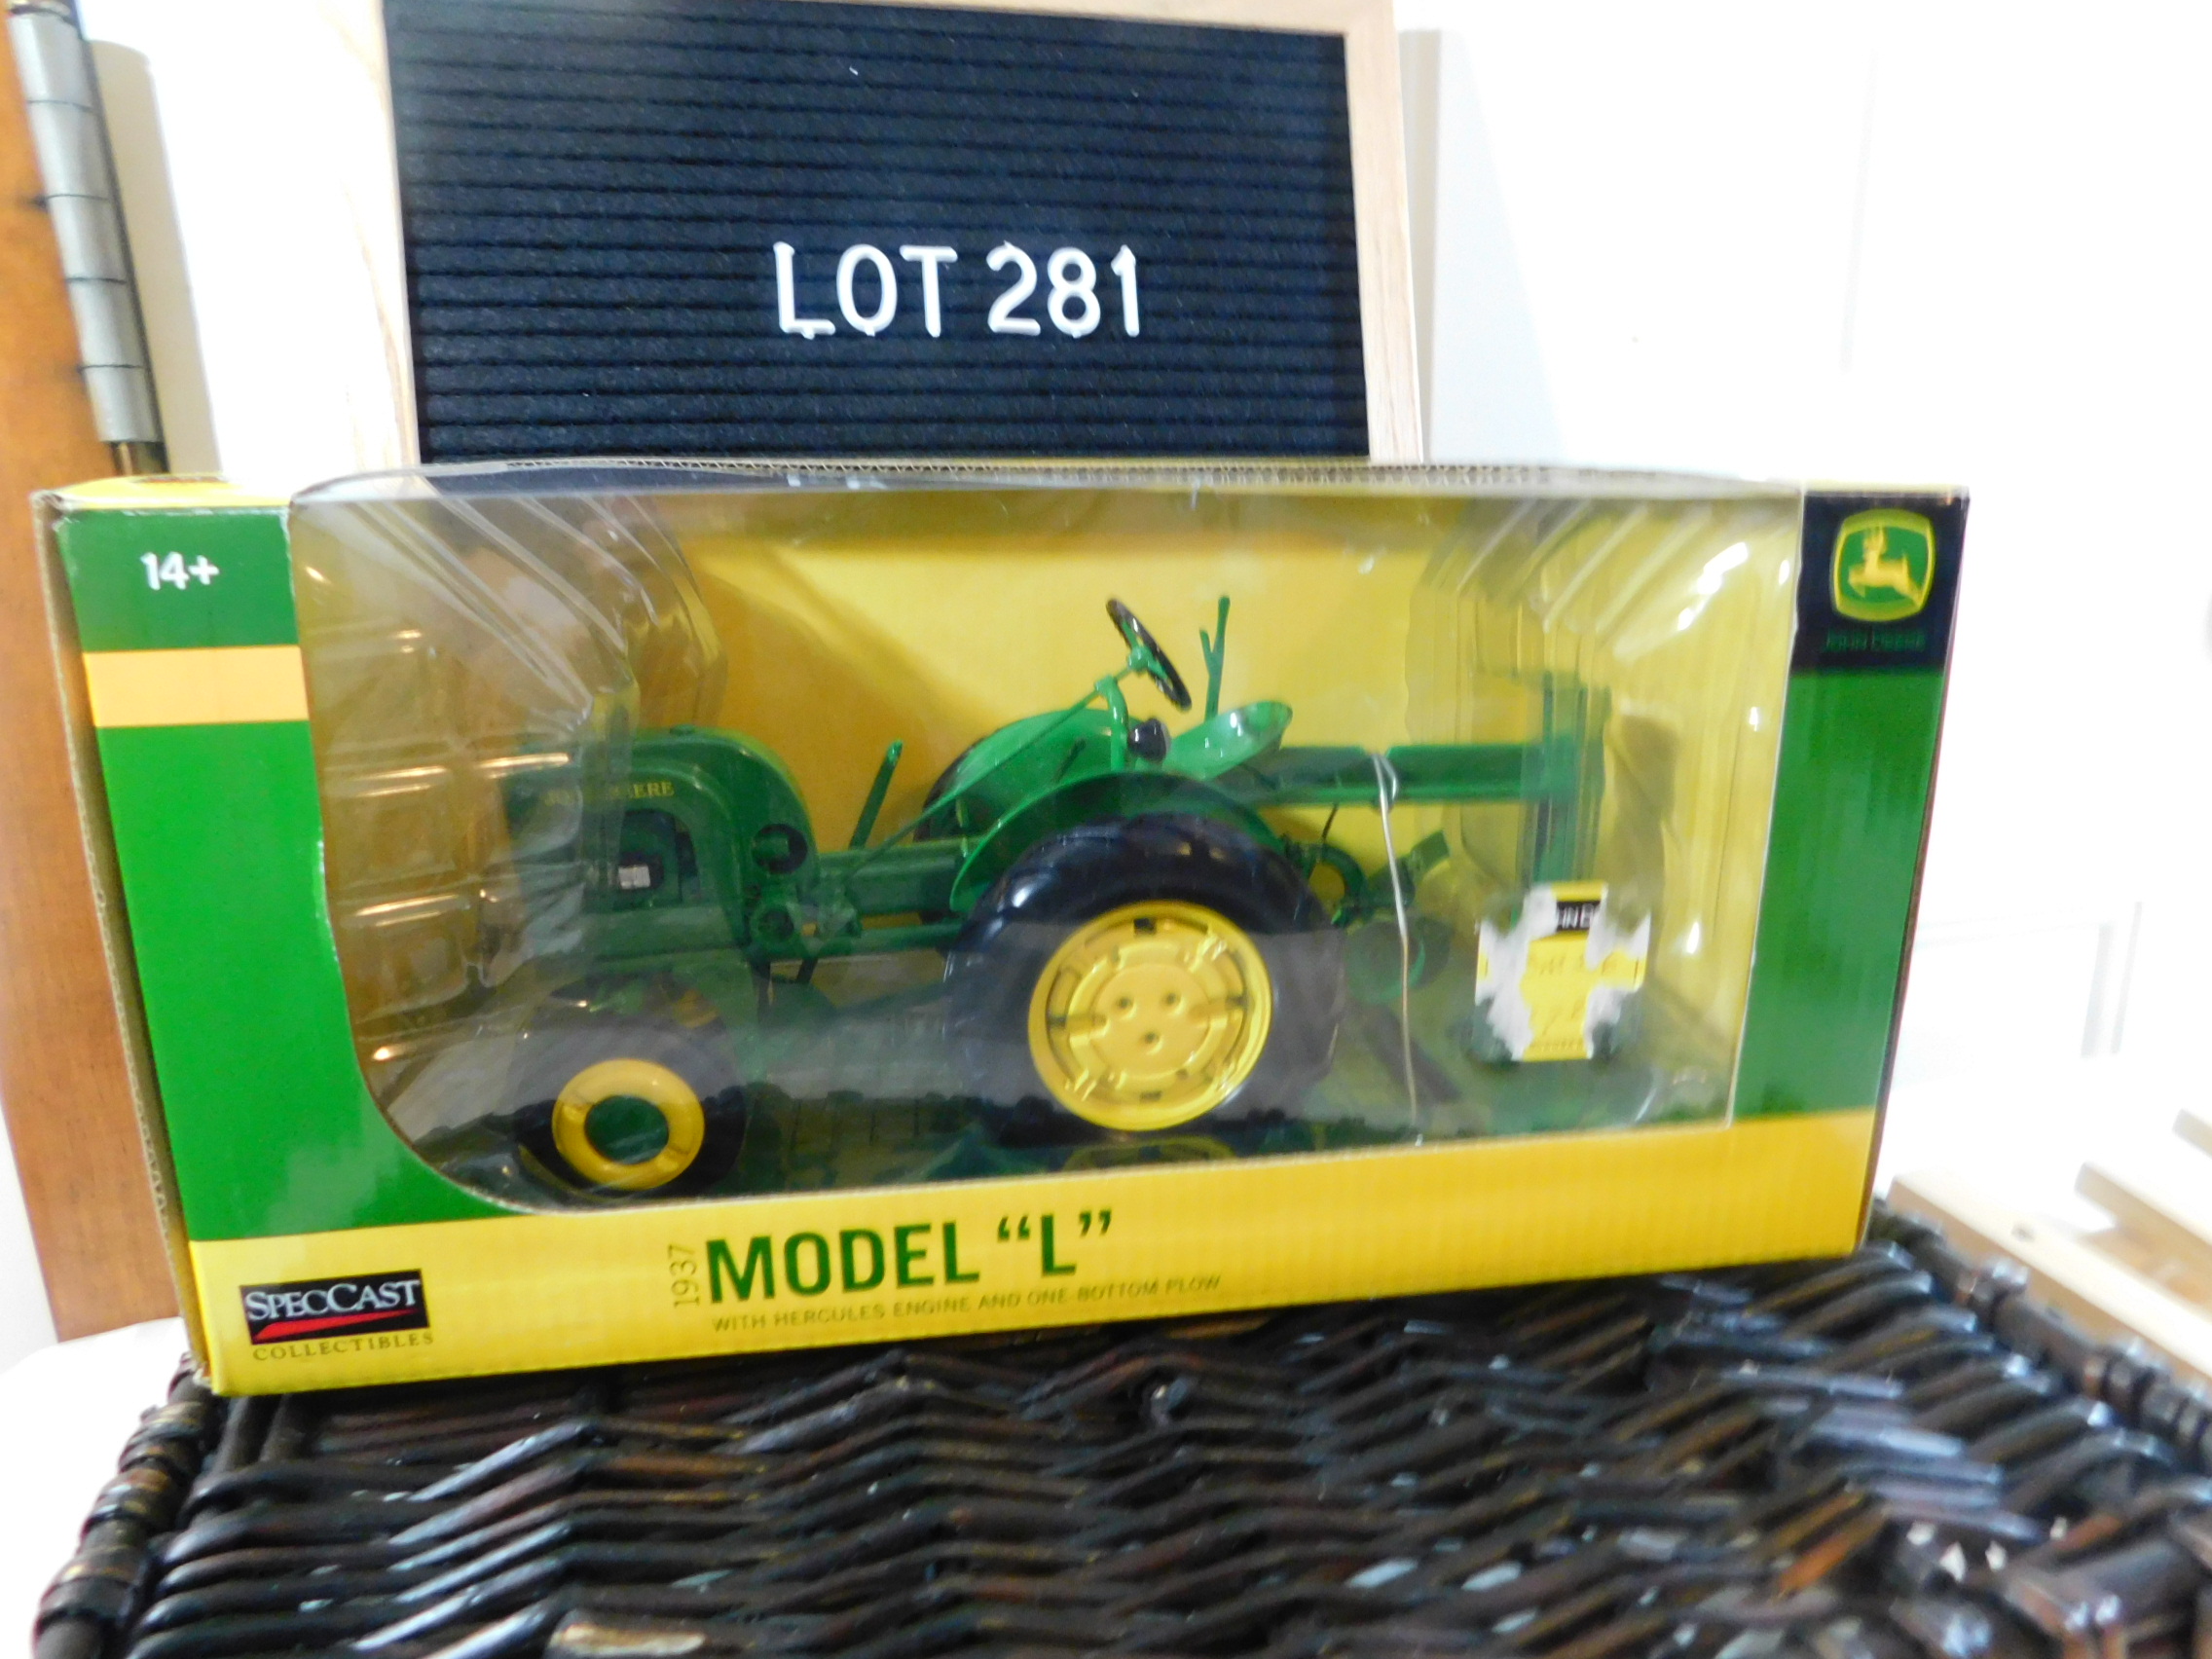 LOT 281
14+
JOHN DEERE
1937
MODEL “L”
WITH HERCULES ENGINE AND ONE-BOTTOM PLOW
SPECCAST
COLLECTIBLES